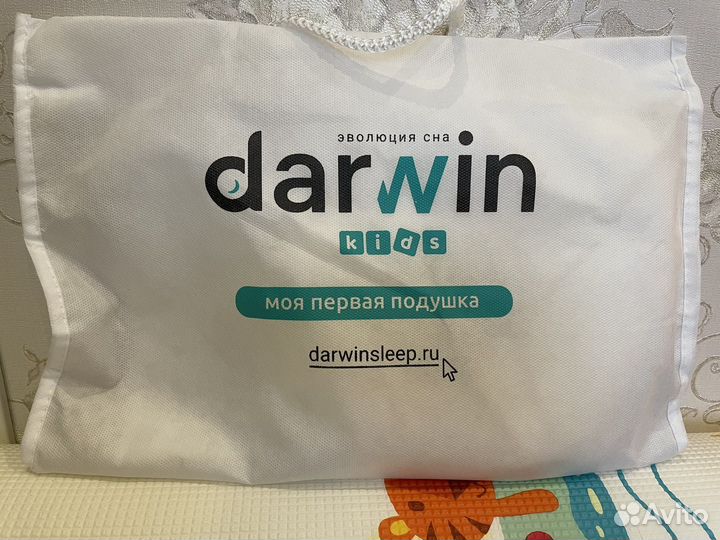 эволюция сна
darwin
kids
моя первая подушка
darwinsleep.ru
Avito